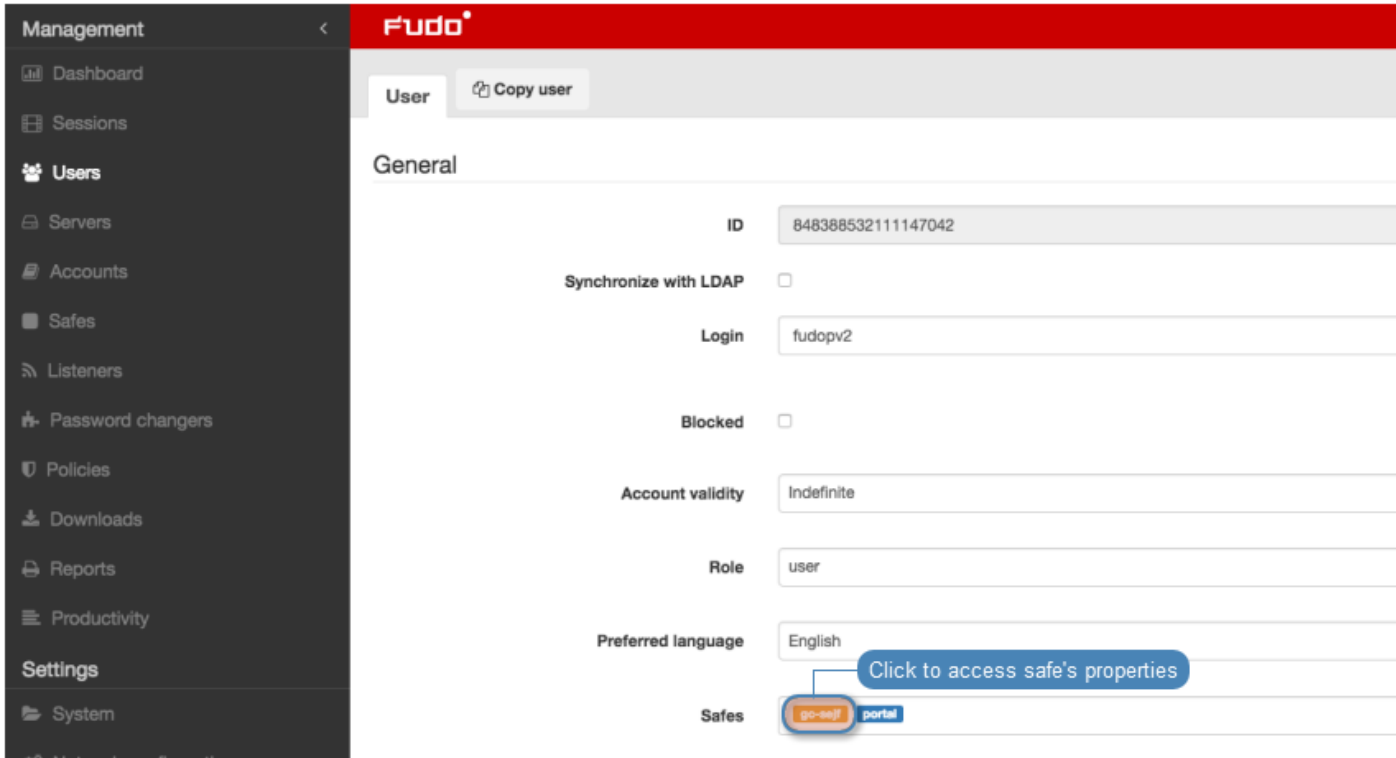 Management
Dashboard
Sessions
Users
Servers
Accounts
Safes
Listeners
Password changers
Policies
Downloads
Reports
Productivity
Settings
System
FUDO
User
Copy user
General
ID
848388532111147042
Synchronize with LDAP
Login
fudopv2
Blocked
Account validity
Indefinite
Role
user
Preferred language
English
Click to access safe's properties
Safes
go-sejf
portal